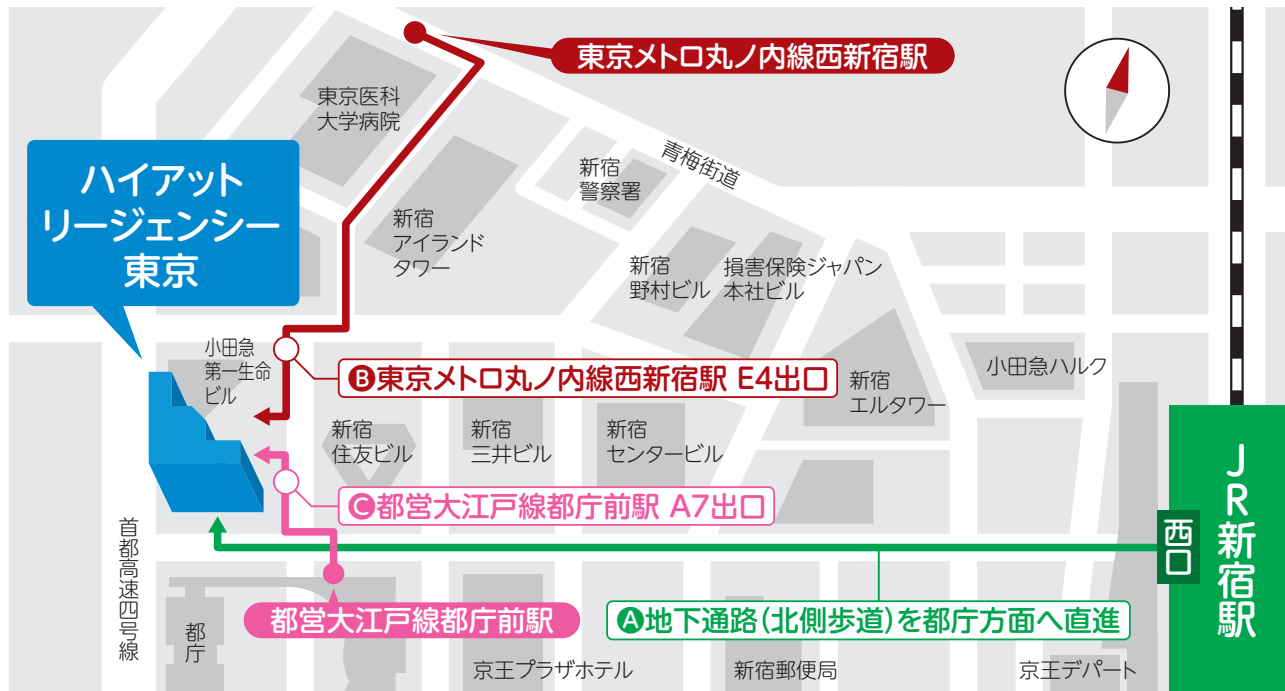 東京メトロ丸ノ内線西新宿駅
東京医科
大学病院
青梅街道
新宿
警察署
ハイアット
リージェンシー
東京
新宿
アイランド
タワー
新宿
野村ビル
損害保険ジャパン
本社ビル
小田急
第一生命
ビル
小田急ハルク
Ⓑ東京メトロ丸ノ内線西新宿駅 E4出口
新宿
エルタワー
新宿
住友ビル
新宿
三井ビル
新宿
センタービル
JR新宿駅
西口
Ⓒ都営大江戸線都庁前駅 A7出口
首都高速四号線
都営大江戸線都庁前駅
Ⓐ地下通路(北側歩道)を都庁方面へ直進
都庁
京王プラザホテル
新宿郵便局
京王デパート